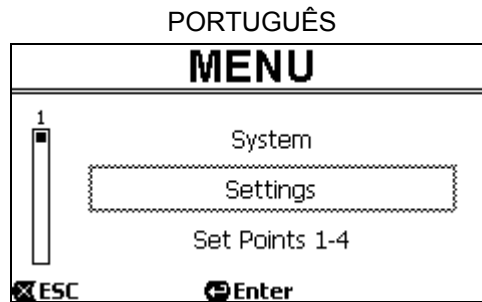 PORTUGUÊS
MENU
1
System
Settings
Set Points 1-4
ESC Enter